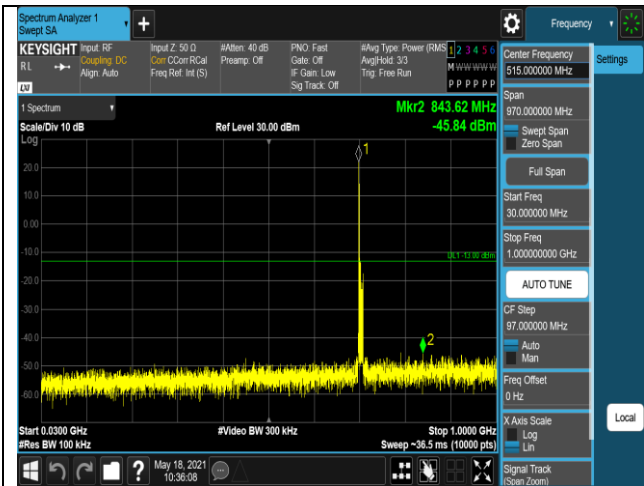 Spectrum Analyzer 1
Swept SA
Frequency
KEYSIGHT
RL
LXI
Input: RF
Coupling: DC
Align: Auto
Input Z: 50 Ω
Corr CCorr RCal
Freq Ref: Int (S)
#Atten: 40 dB
Preamp: Off
PNO: Fast
Gate: Off
IF Gain: Low
Sig Track: Off
#Avg Type: Power (RMS
Avg|Hold: 3/3
Trig: Free Run
1 2 3 4 5 6
M W W W W W
P P P P P P
1 Spectrum
Mkr2 843.62 MHz
Scale/Div 10 dB
Ref Level 30.00 dBm
-45.84 dBm
Log
1
20.0
10.0
0.00
-10.0
DL1 -13.00 dBm
-20.0
-30.0
-40.0
2
-50.0
-60.0
Start 0.0300 GHz
#Video BW 300 kHz
Stop 1.0000 GHz
#Res BW 100 kHz
Sweep ~36.5 ms (10000 pts)
?
May 18, 2021
10:36:08
Center Frequency
515.000000 MHz
Settings
Span
970.000000 MHz
Swept Span
Zero Span
Full Span
Start Freq
30.000000 MHz
Stop Freq
1.000000000 GHz
AUTO TUNE
CF Step
97.000000 MHz
Auto
Man
Freq Offset
0 Hz
X Axis Scale
Log
Lin
Local
Signal Track
(Span Zoom)